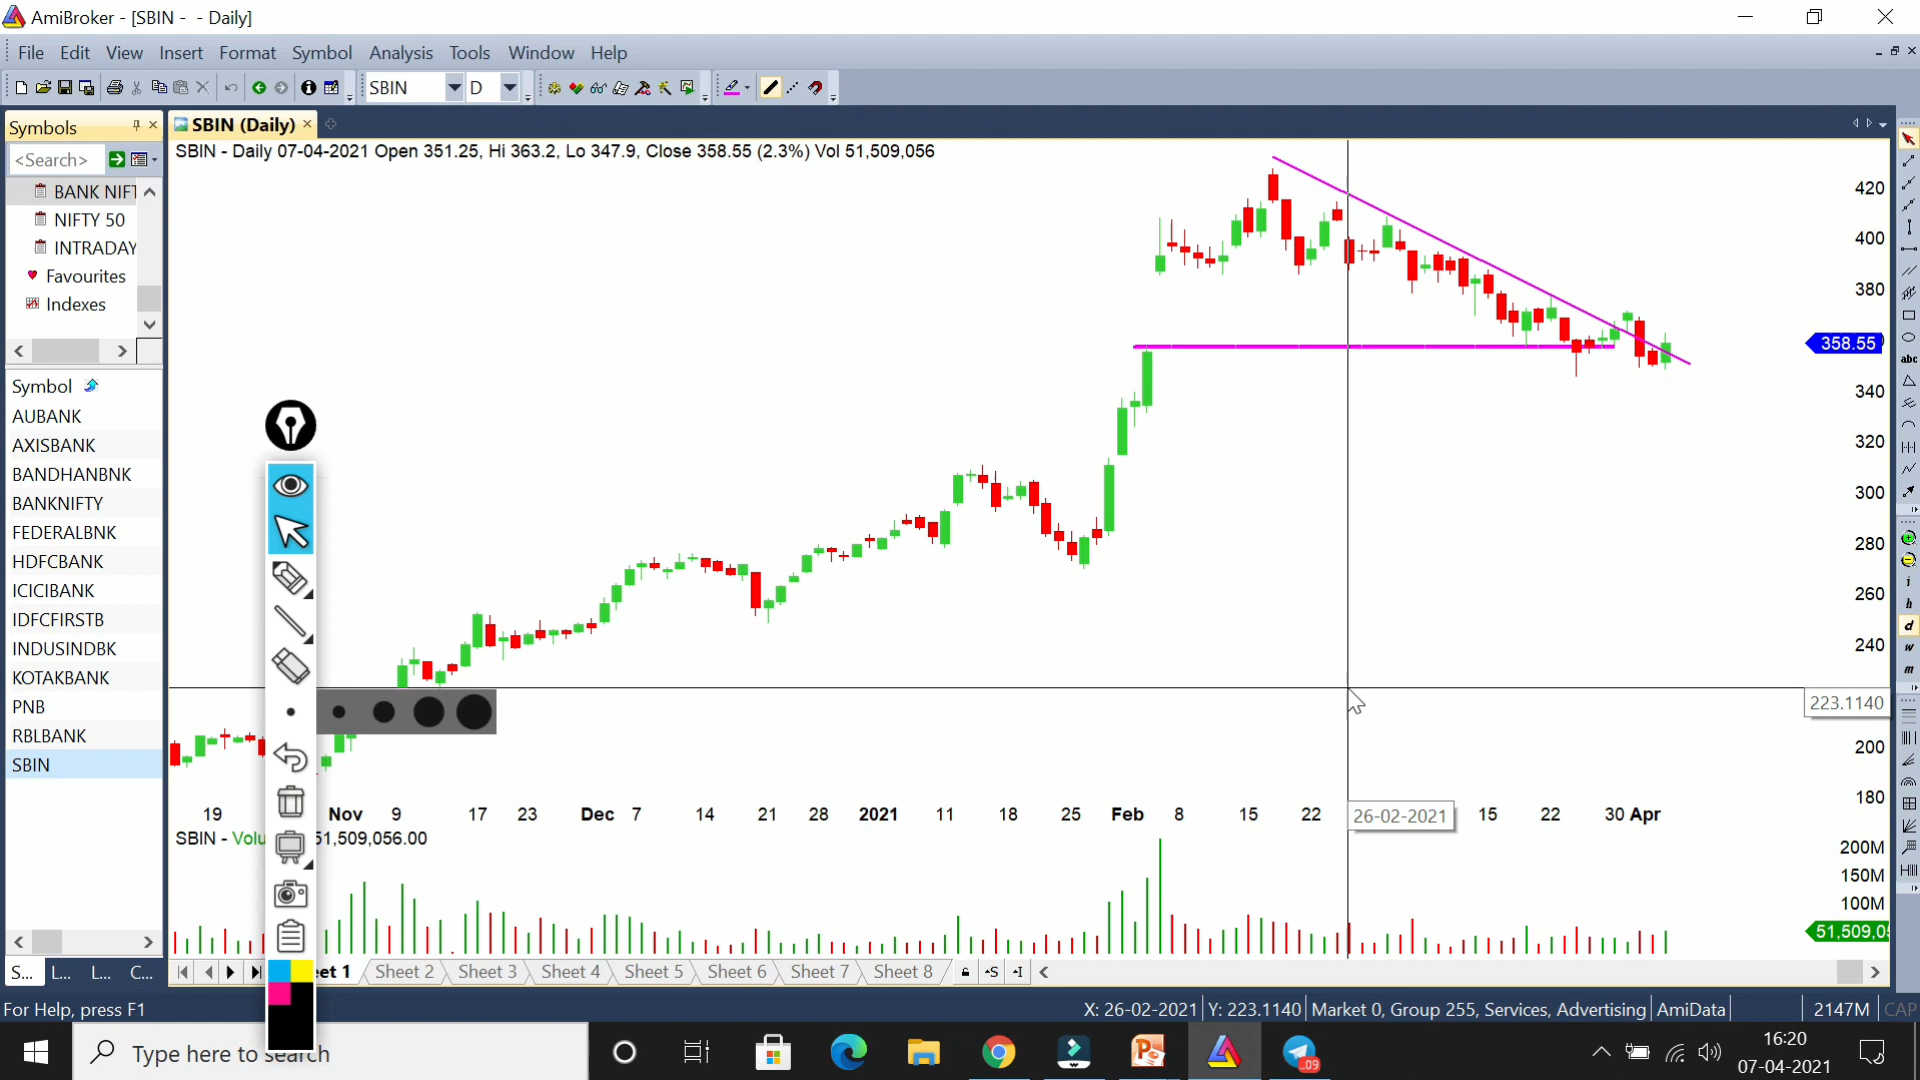 AmiBroker - [SBIN - - Daily]
File Edit View Insert Format Symbol Analysis Tools Window Help
SBIN D
Symbols
SBIN (Daily)
<Search>
SBIN - Daily 07-04-2021 Open 351.25, Hi 363.2, Lo 347.9, Close 358.55 (2.3%) Vol 51,509,056
BANK NIFT
NIFTY 50
INTRADAY
Favourites
Indexes
Symbol
AUBANK
AXISBANK
BANDHANBNK
BANKNIFTY
FEDERALBNK
HDFCBANK
ICICIBANK
IDFCFIRSTB
INDUSINDBK
KOTAKBANK
PNB
RBLBANK
SBIN
420
400
380
358.55
340
320
300
280
260
240
223.1140
200
180
19 Nov 9 17 23 Dec 7 14 21 28 2021 11 18 25 Feb 8 15 22 26-02-2021 15 22 30 Apr
SBIN - Volu 51,509,056.00
200M
150M
100M
51,509,0
abc
i
h
d
w
m
S... L... L... C...
et 1 Sheet 2 Sheet 3 Sheet 4 Sheet 5 Sheet 6 Sheet 7 Sheet 8
For Help, press F1
X: 26-02-2021 Y: 223.1140 Market 0, Group 255, Services, Advertising AmiData 2147M CAP
Type here to search
..09
16:20
07-04-2021